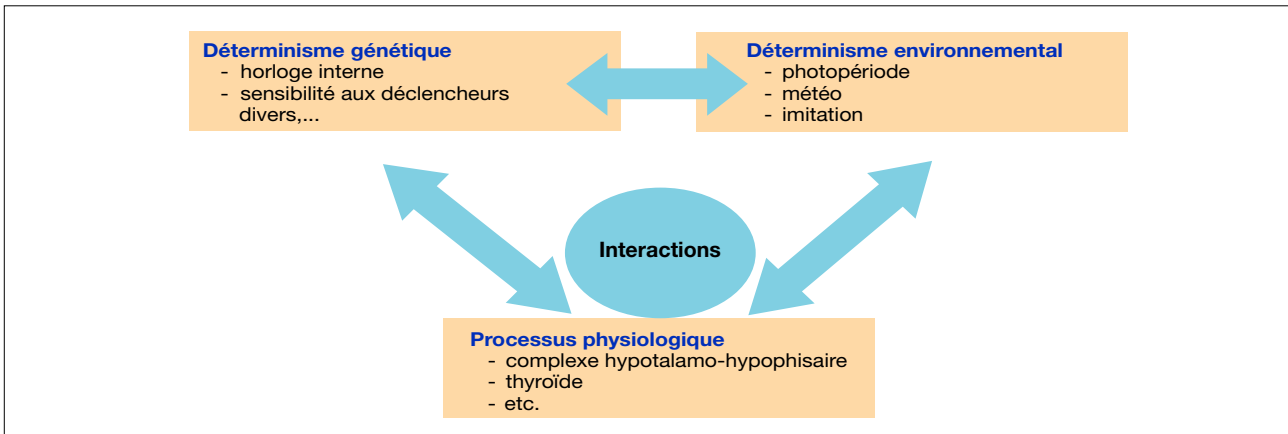 Déterminisme génétique
- horloge interne
- sensibilité aux déclencheurs
divers,...
Déterminisme environnemental
- photopériode
- météo
- imitation
Interactions
Processus physiologique
- complexe hypotalamo-hypophisaire
- thyroïde
- etc.